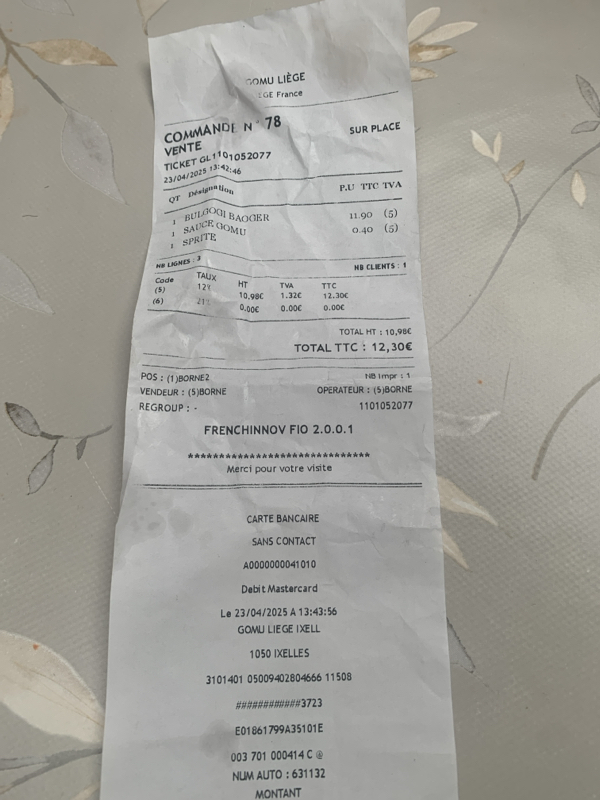 GOMU LIÈGE
France
COMMANDE N° 78
SUR PLACE
VENTE
TICKET GL1101052077
23/04/2025 13:42:46
QT Désignation P.U TTC TVA
1 BULGOGI BAOGER 11.90 (5)
1 SAUCE GOMU 0.40 (5)
1 SPRITE
NB LIGNES : 3 NB CLIENTS : 1
Code TAUX HT TVA TTC
(5) 12% 10,98€ 1.32€ 12.30€
(6) 21% 0.00€ 0.00€ 0.00€
TOTAL HT : 10,98€
TOTAL TTC : 12,30€
POS : (1)BORNE2 NB Impr : 1
VENDEUR : (5)BORNE OPERATEUR : (5)BORNE
REGROUP : - 1101052077
FRENCHINNOV FIO 2.0.0.1
******************************
Merci pour votre visite
CARTE BANCAIRE
SANS CONTACT
A0000000041010
Debit Mastercard
Le 23/04/2025 A 13:43:56
GOMU LIEGE IXELL
1050 IXELLES
3101401 05009402804666 11508
############3723
E01861799A35101E
003 701 000414 C @
NUM AUTO : 631132
MONTANT